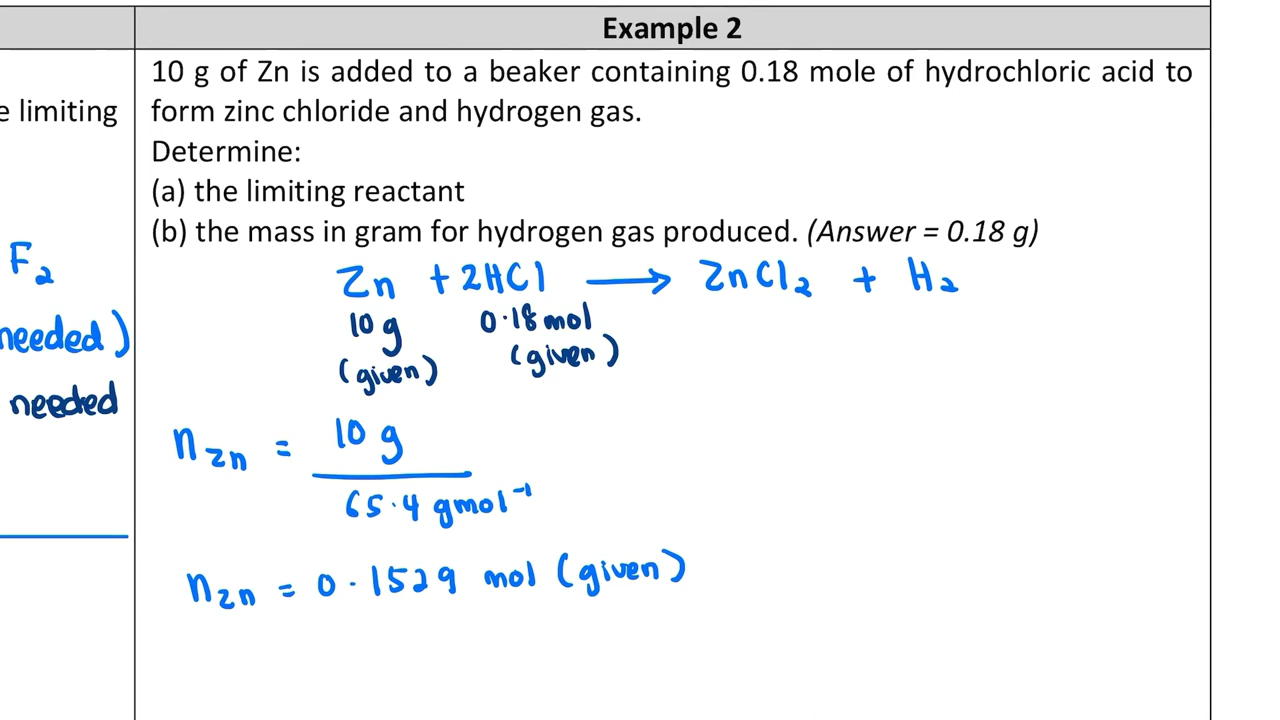 Example 2
e limiting
F₂
needed)
needed
10 g of Zn is added to a beaker containing 0.18 mole of hydrochloric acid to
form zinc chloride and hydrogen gas.
Determine:
(a) the limiting reactant
(b) the mass in gram for hydrogen gas produced. (Answer = 0.18 g)
Zn + 2HCl ⟶ ZnCl₂ + H₂
10 g 0.18 mol
(given) (given)
n Zn = 10 g
65.4 gmol⁻¹
n Zn = 0.1529 mol (given)